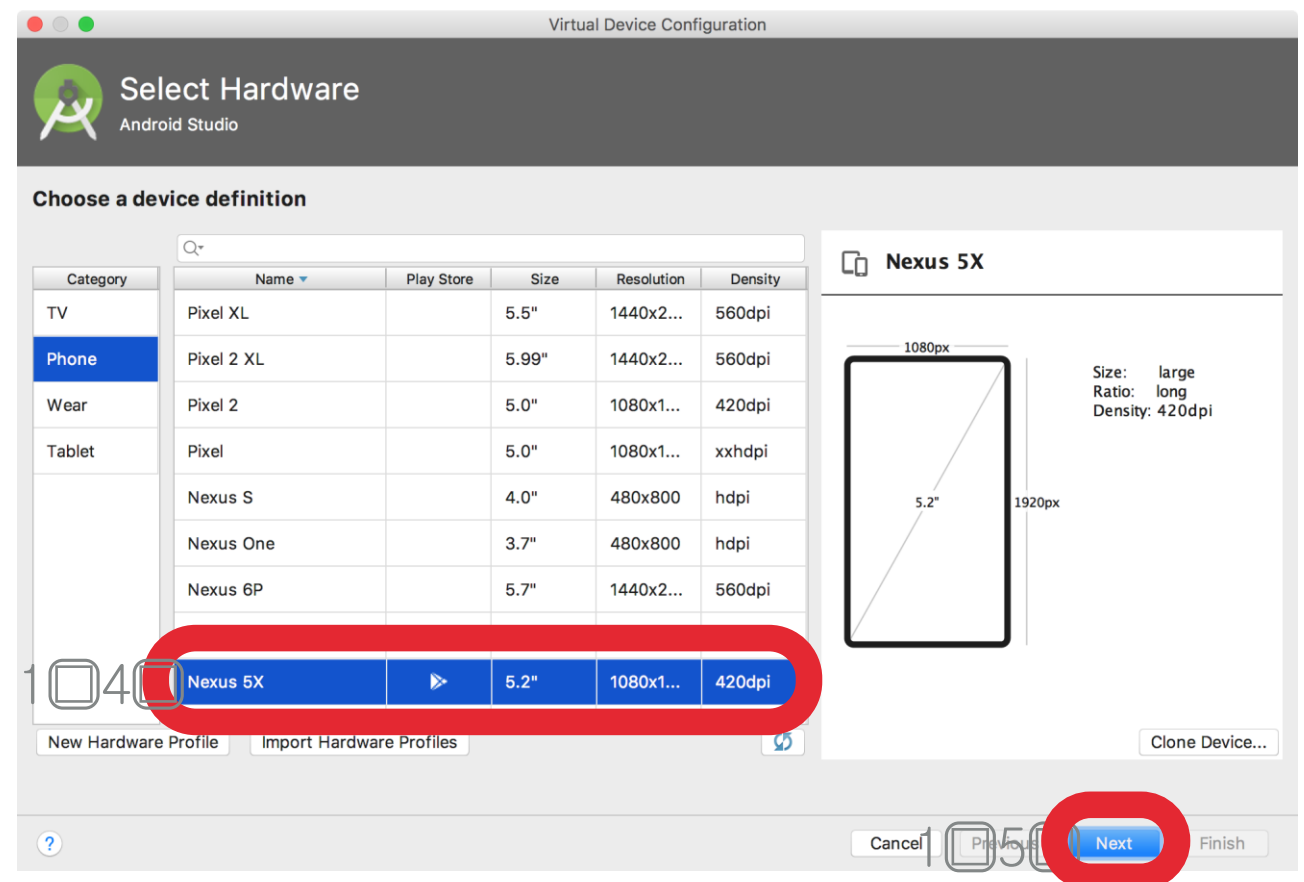 Virtual Device Configuration
Select Hardware
Android Studio
Choose a device definition
Category Name Play Store Size Resolution Density
TV Pixel XL 5.5" 1440x2... 560dpi
Phone Pixel 2 XL 5.99" 1440x2... 560dpi
Wear Pixel 2 5.0" 1080x1... 420dpi
Tablet Pixel 5.0" 1080x1... xxhdpi
Nexus S 4.0" 480x800 hdpi
Nexus One 3.7" 480x800 hdpi
Nexus 6P 5.7" 1440x2... 560dpi
1□4□ Nexus 5X 5.2" 1080x1... 420dpi
New Hardware Profile Import Hardware Profiles
Nexus 5X
1080px
Size: large
Ratio: long
Density: 420dpi
5.2" 1920px
Clone Device...
? Cancel Previous 1□5□ Next Finish